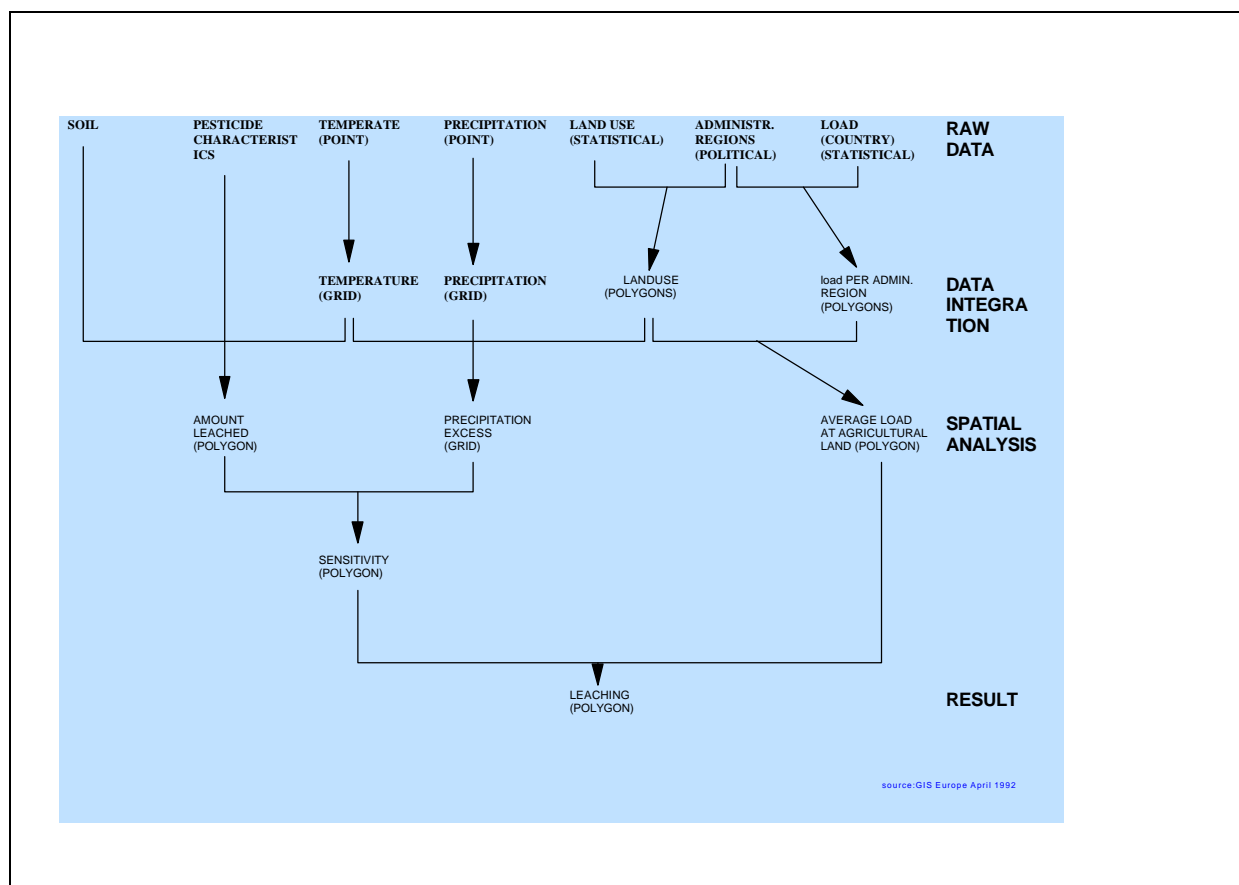 SOIL
PESTICIDE
CHARACTERIST
ICS
TEMPERATE
(POINT)
PRECIPITATION
(POINT)
LAND USE
(STATISTICAL)
ADMINISTR.
REGIONS
(POLITICAL)
LOAD
(COUNTRY)
(STATISTICAL)
RAW
DATA
TEMPERATURE
(GRID)
PRECIPITATION
(GRID)
LANDUSE
(POLYGONS)
load PER ADMIN.
REGION
(POLYGONS)
DATA
INTEGRA
TION
AMOUNT
LEACHED
(POLYGON)
PRECIPITATION
EXCESS
(GRID)
AVERAGE LOAD
AT AGRICULTURAL
LAND (POLYGON)
SPATIAL
ANALYSIS
SENSITIVITY
(POLYGON)
LEACHING
(POLYGON)
RESULT
source:GIS Europe April 1992